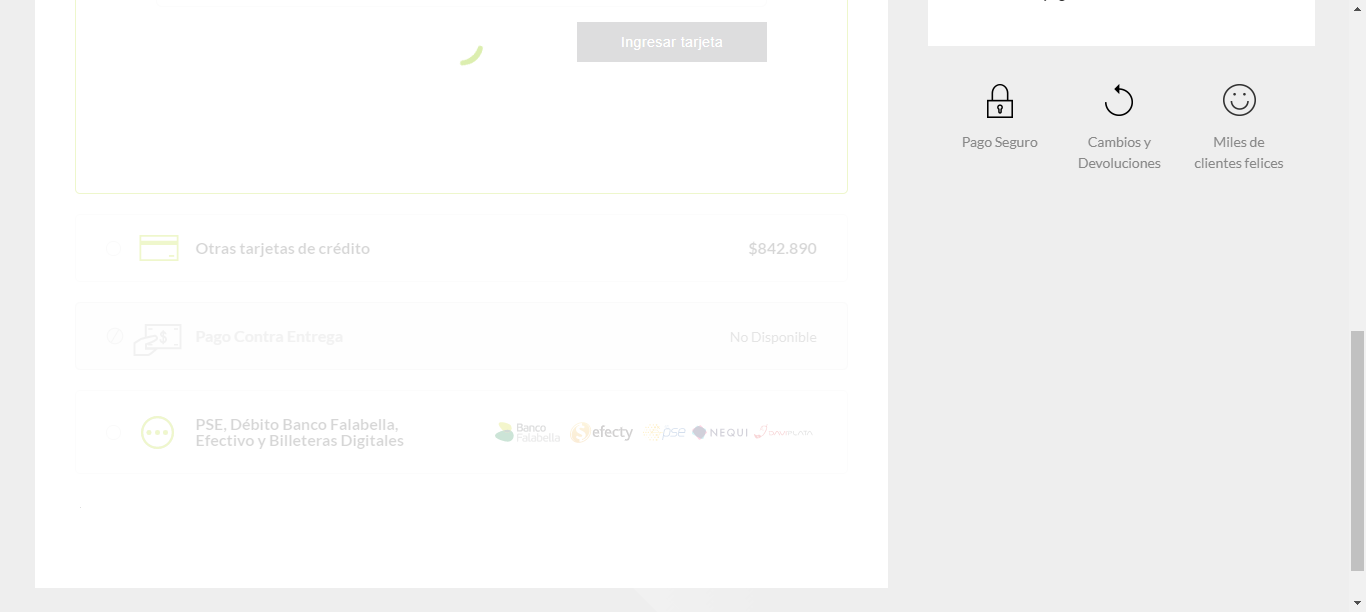 Ingresar tarjeta
Pago Seguro
Cambios y
Devoluciones
Miles de
clientes felices
Otras tarjetas de crédito
$842.890
Pago Contra Entrega
No Disponible
PSE, Débito Banco Falabella,
Efectivo y Billeteras Digitales
Banco
Falabella
efecty
pse
NEQUI
DAVIPLATA